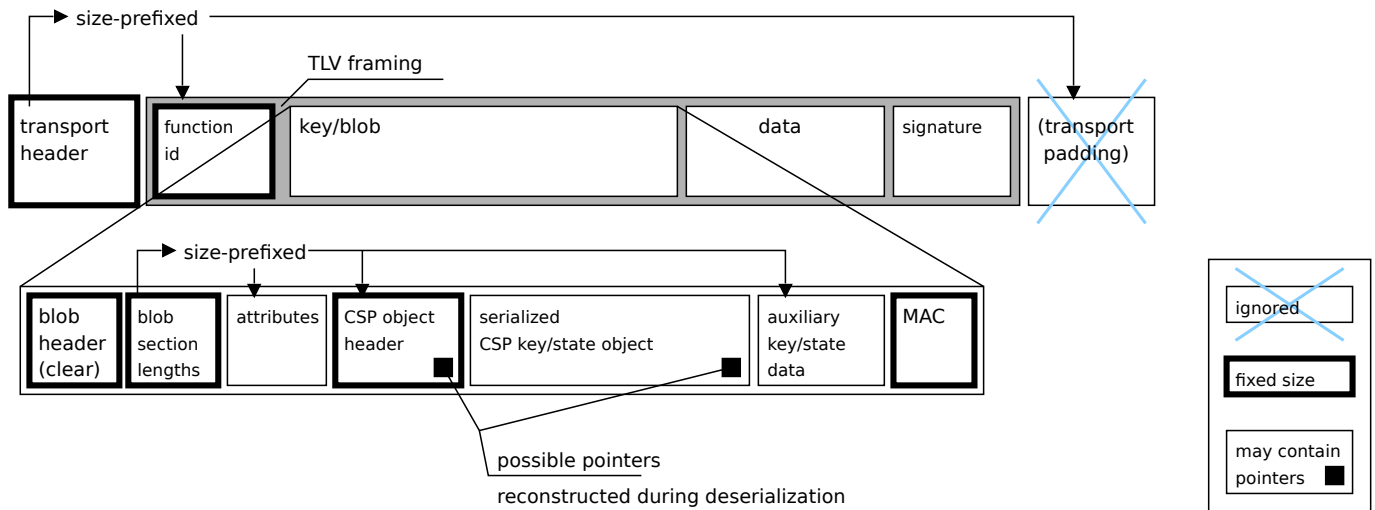 size-prefixed
TLV framing
transport
header
function
id
key/blob
data
signature
(transport
padding)
size-prefixed
blob
header
(clear)
blob
section
lengths
attributes
CSP object
header
serialized
CSP key/state object
auxiliary
key/state
data
MAC
possible pointers
reconstructed during deserialization
ignored
fixed size
may contain
pointers